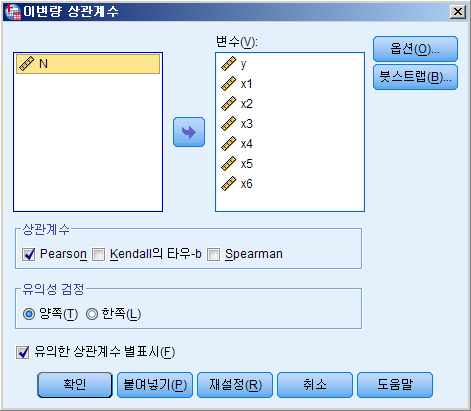 이변량 상관계수
변수(V):
N
y
x1
x2
x3
x4
x5
x6
옵션(O)...
붓스트랩(B)...
상관계수
Pearson Kendall의 타우-b Spearman
유의성 검정
양쪽(T) 한쪽(L)
유의한 상관계수 별표시(F)
확인 붙여넣기(P) 재설정(R) 취소 도움말